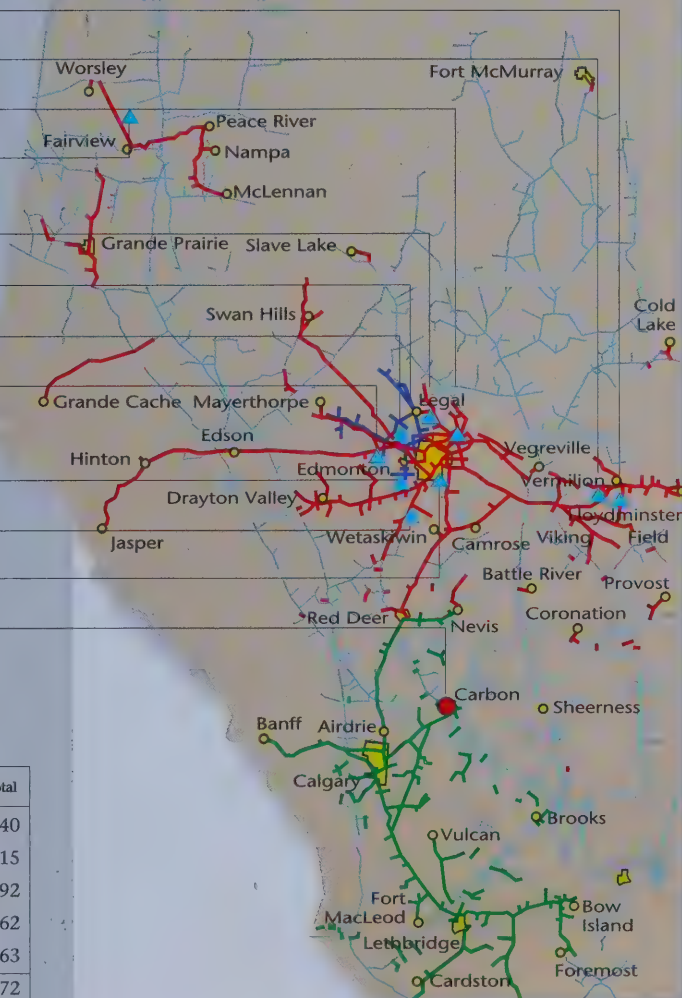 Worsley
Fort McMurray
Peace River
Fairview
Nampa
McLennan
Grande Prairie
Slave Lake
Cold
Lake
Swan Hills
Grande Cache
Mayerthorpe
Legal
Edson
Vegreville
Hinton
Edmonton
Vermilion
Drayton Valley
Lloydminster
Jasper
Wetaskiwin
Camrose
Viking
Field
Battle River
Provost
Red Deer
Nevis
Coronation
Carbon
Sheerness
Banff
Airdrie
Calgary
otal
40
15
92
62
63
72
Brooks
Vulcan
Fort
MacLeod
Bow
Island
Lethbridge
Foremost
Cardston